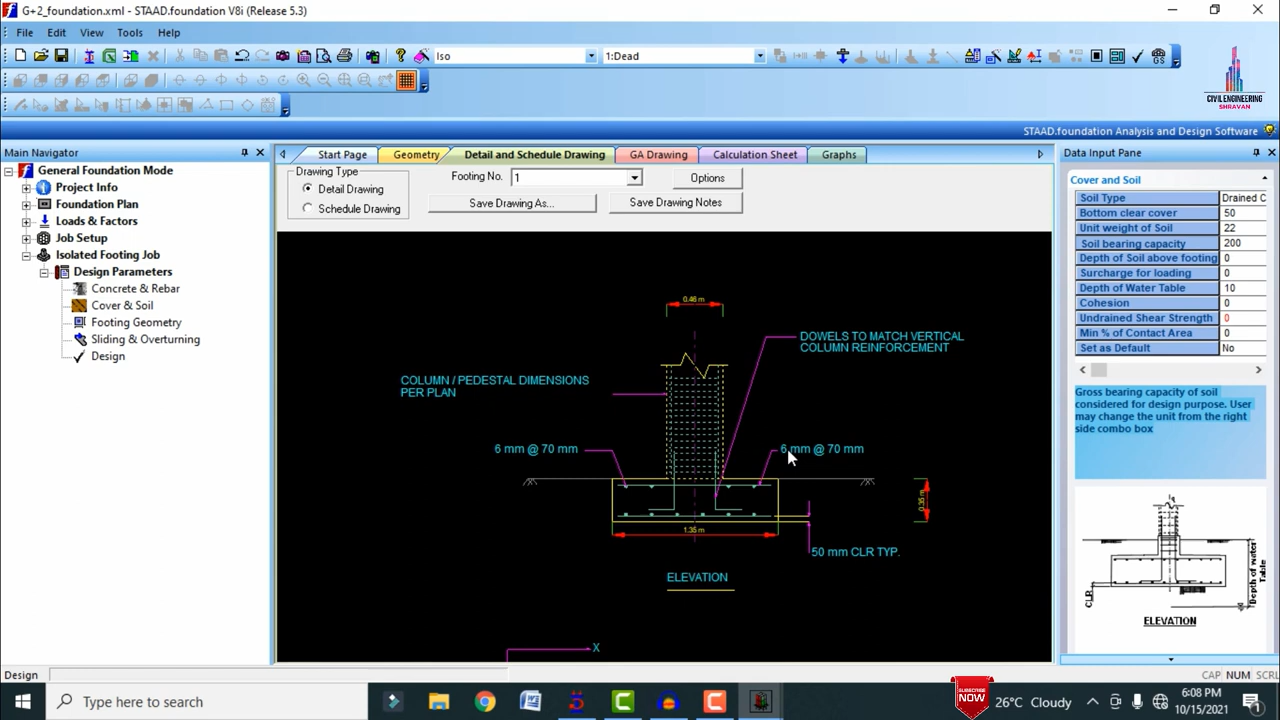 G+2_foundation.xml - STAAD.foundation V8i (Release 5.3)
File Edit View Tools Help
Iso
1:Dead
CIVIL ENGINEERING
SHRAVAN
STAAD.foundation Analysis and Design Software
Main Navigator
General Foundation Mode
Project Info
Foundation Plan
Loads & Factors
Job Setup
Isolated Footing Job
Design Parameters
Concrete & Rebar
Cover & Soil
Footing Geometry
Sliding & Overturning
Design
Start Page
Geometry
Detail and Schedule Drawing
GA Drawing
Calculation Sheet
Graphs
Drawing Type
Detail Drawing
Schedule Drawing
Footing No. 1
Options
Save Drawing As...
Save Drawing Notes
0.46 m
DOWELS TO MATCH VERTICAL
COLUMN REINFORCEMENT
COLUMN / PEDESTAL DIMENSIONS
PER PLAN
6 mm @ 70 mm
6 mm @ 70 mm
0.35 m
1.35 m
50 mm CLR TYP.
ELEVATION
X
Data Input Pane
Cover and Soil
Soil Type Drained C
Bottom clear cover 50
Unit weight of Soil 22
Soil bearing capacity 200
Depth of Soil above footing 0
Surcharge for loading 0
Depth of Water Table 10
Cohesion 0
Undrained Shear Strength 0
Min % of Contact Area 0
Set as Default No
Gross bearing capacity of soil
considered for design purpose. User
may change the unit from the right
side combo box
CLR
Depth of water
Table
ELEVATION
Design
CAP NUM SCR
Type here to search
SUBSCRIBE
NOW
26°C Cloudy
6:08 PM
10/15/2021
1